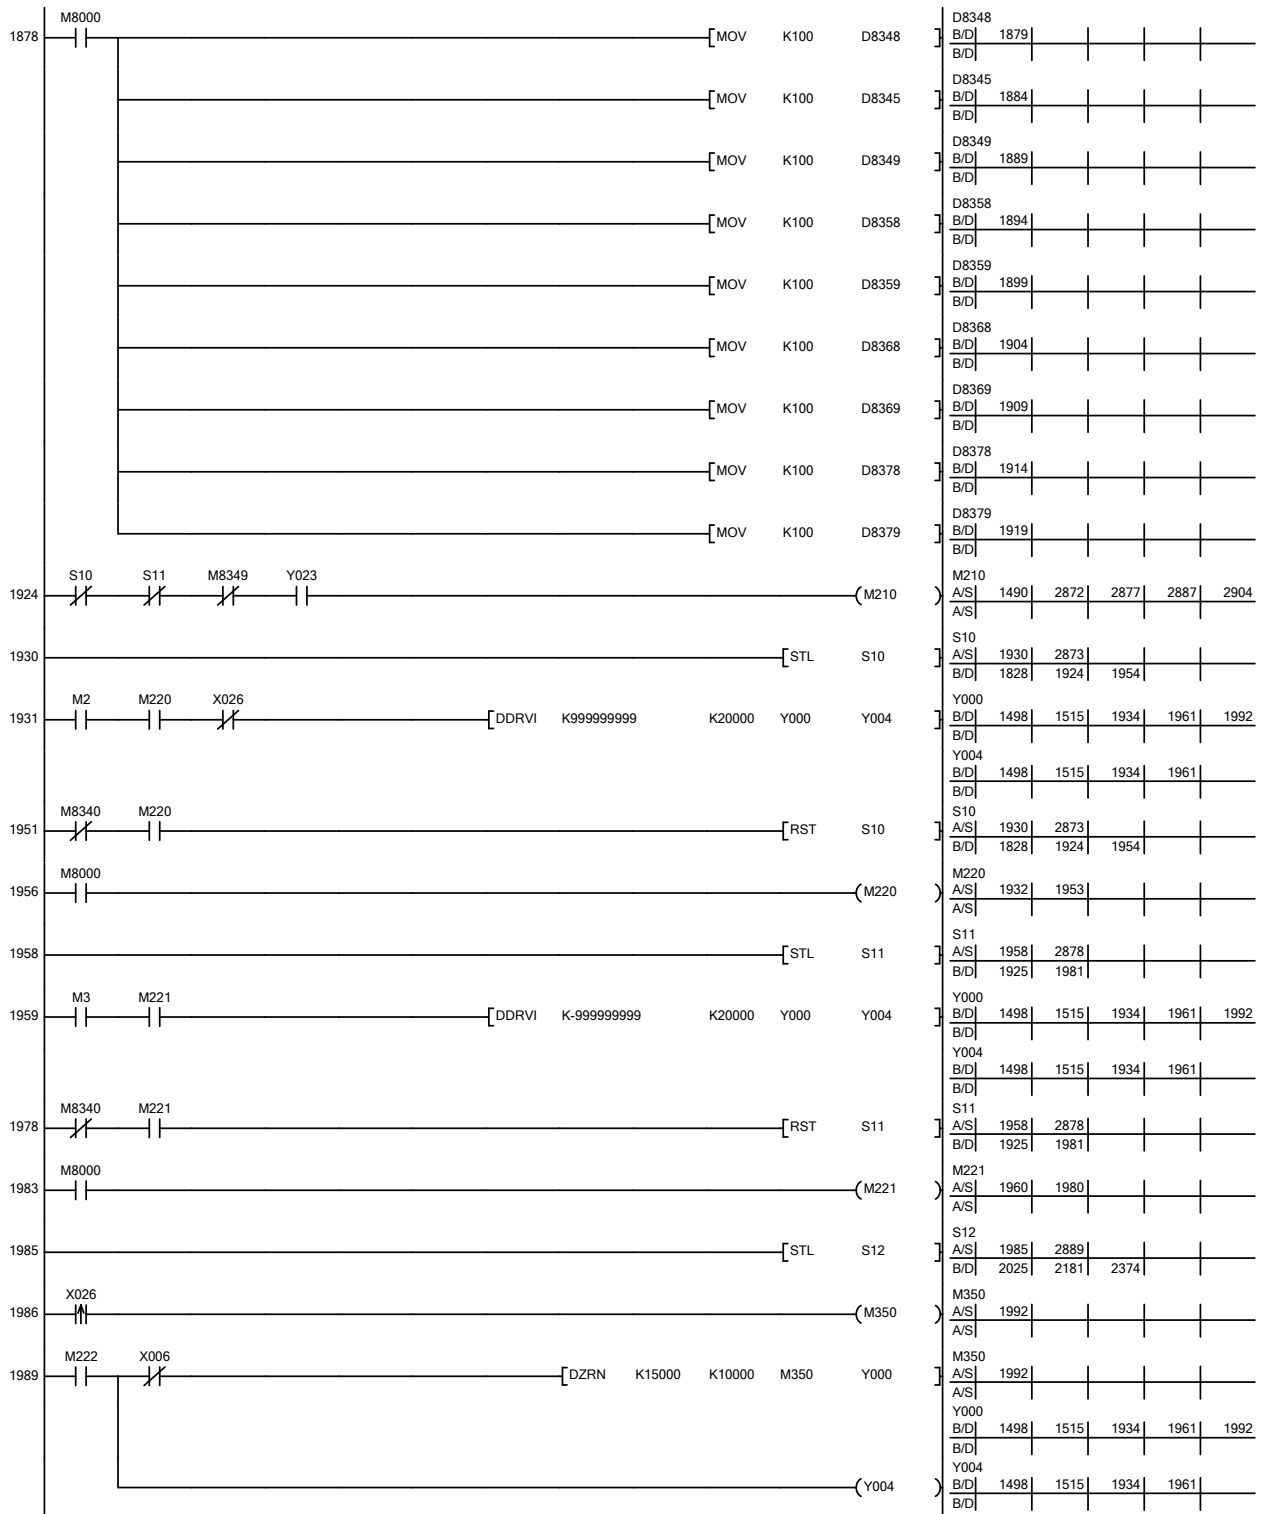 M8000 D8348
1878 MOV K100 D8348 B/D 1879
B/D
D8345
MOV K100 D8345 B/D 1884
B/D
D8349
MOV K100 D8349 B/D 1889
B/D
D8358
MOV K100 D8358 B/D 1894
B/D
D8359
MOV K100 D8359 B/D 1899
B/D
D8368
MOV K100 D8368 B/D 1904
B/D
D8369
MOV K100 D8369 B/D 1909
B/D
D8378
MOV K100 D8378 B/D 1914
B/D
D8379
MOV K100 D8379 B/D 1919
B/D
S10 S11 M8349 Y023 M210
1924 M210 A/S 1490 2872 2877 2887 2904
A/S
S10
1930 STL S10 A/S 1930 2873
B/D 1828 1924 1954
M2 M220 X026 Y000
1931 DDRVI K999999999 K20000 Y000 Y004 B/D 1498 1515 1934 1961 1992
B/D
Y004
B/D 1498 1515 1934 1961
B/D
M8340 M220 S10
1951 RST S10 A/S 1930 2873
B/D 1828 1924 1954
M8000 M220
1956 M220 A/S 1932 1953
A/S
S11
1958 STL S11 A/S 1958 2878
B/D 1925 1981
M3 M221 Y000
1959 DDRVI K-999999999 K20000 Y000 Y004 B/D 1498 1515 1934 1961 1992
B/D
Y004
B/D 1498 1515 1934 1961
B/D
M8340 M221 S11
1978 RST S11 A/S 1958 2878
B/D 1925 1981
M8000 M221
1983 M221 A/S 1960 1980
A/S
S12
1985 STL S12 A/S 1985 2889
B/D 2025 2181 2374
X026 M350
1986 M350 A/S 1992
A/S
M222 X006 M350
1989 DZRN K15000 K10000 M350 Y000 A/S 1992
A/S
Y000
B/D 1498 1515 1934 1961 1992
B/D
Y004
Y004 B/D 1498 1515 1934 1961
B/D